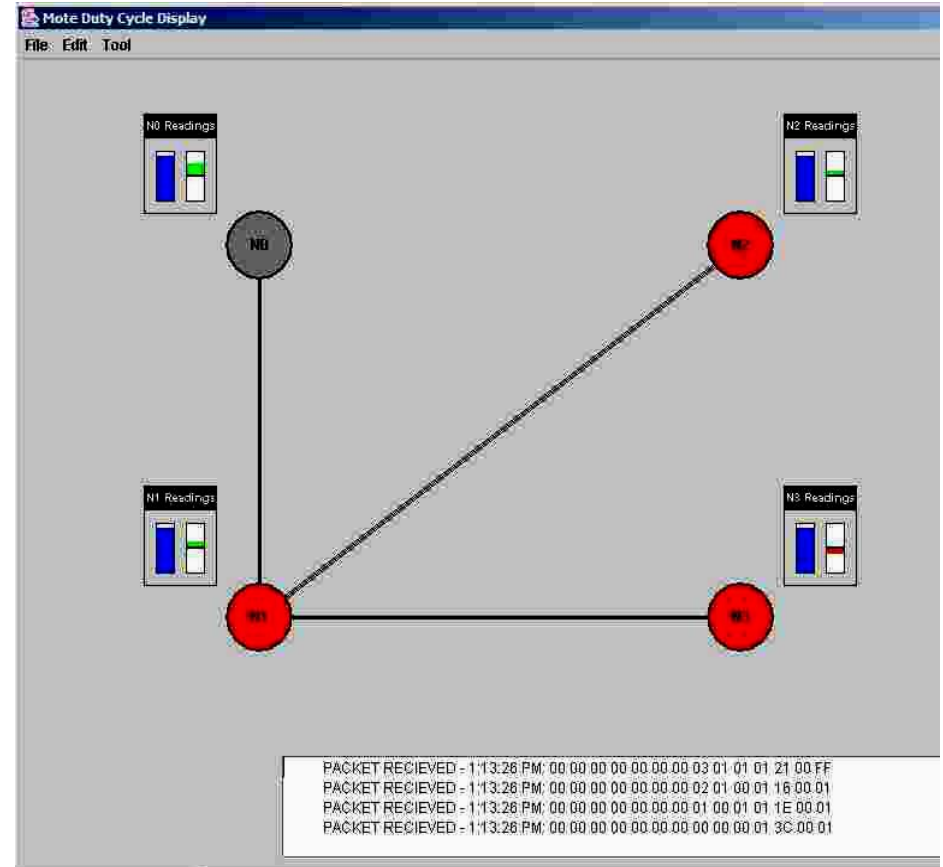 Mote Duty Cycle Display
File Edit Tool
N0 Readings
N2 Readings
N0
N2
N1 Readings
N3 Readings
N1
N3
PACKET RECIEVED - 1:13:26 PM: 00 00 00 00 00 00 00 03 01 01 01 21 00 FF
PACKET RECIEVED - 1:13:26 PM: 00 00 00 00 00 00 00 02 01 00 01 16 00 01
PACKET RECIEVED - 1:13:26 PM: 00 00 00 00 00 00 00 01 00 01 01 1E 00 01
PACKET RECIEVED - 1:13:26 PM: 00 00 00 00 00 00 00 00 00 00 01 3C 00 01